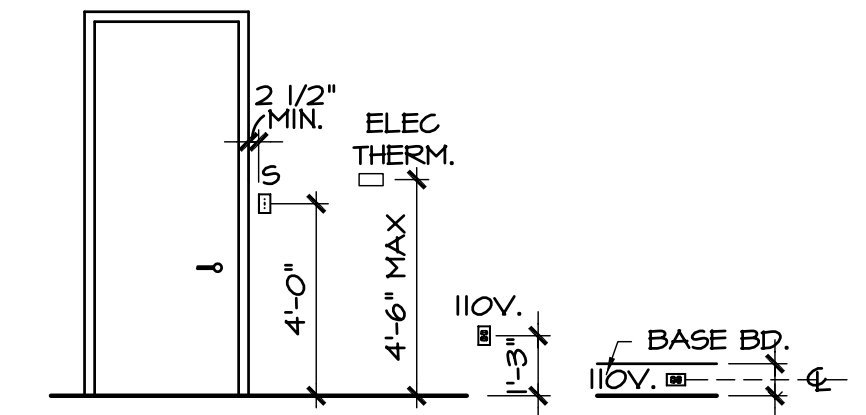 2 1/2"
MIN.
S
ELEC
THERM.
4'-0"
4'-6" MAX
110V.
1'-3"
BASE BD.
110V.
℄